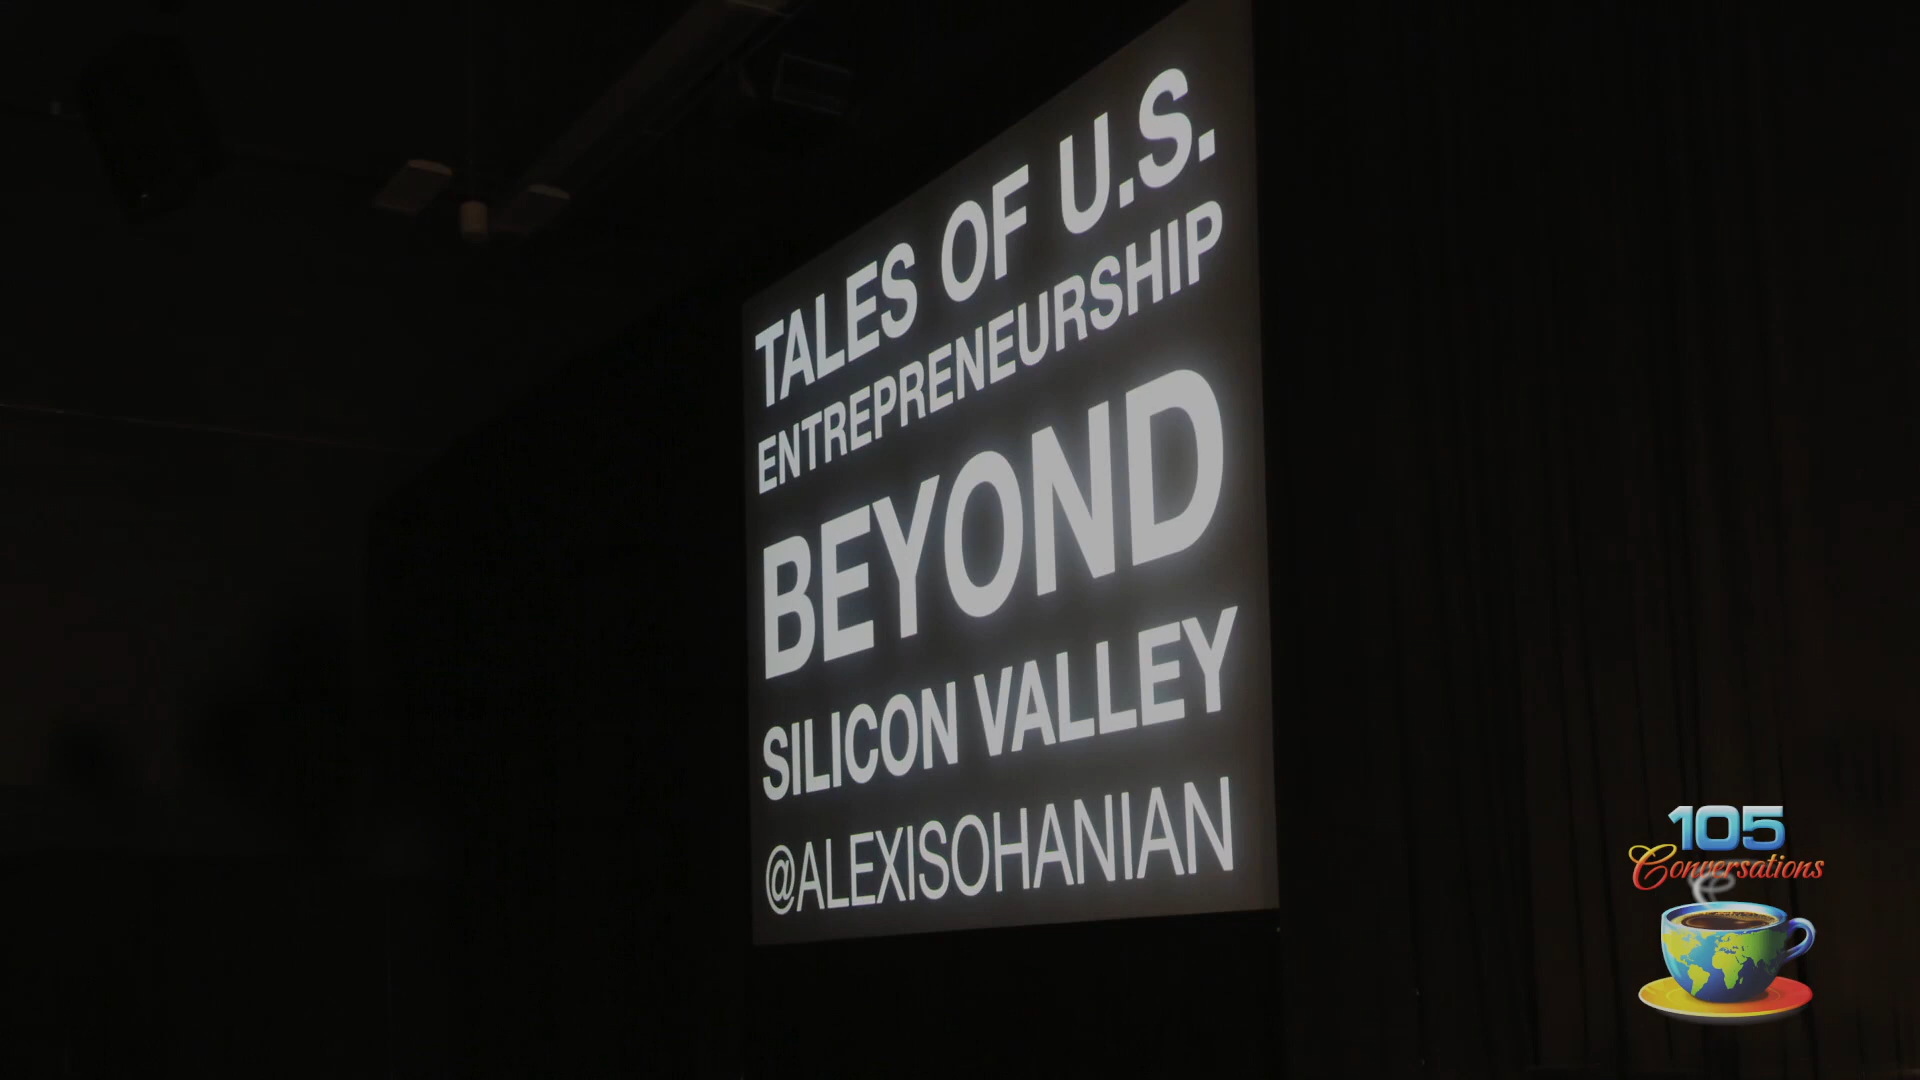 TALES OF U.S.
ENTREPRENEURSHIP
BEYOND
SILICON VALLEY
@ALEXISOHANIAN
105
Conversations